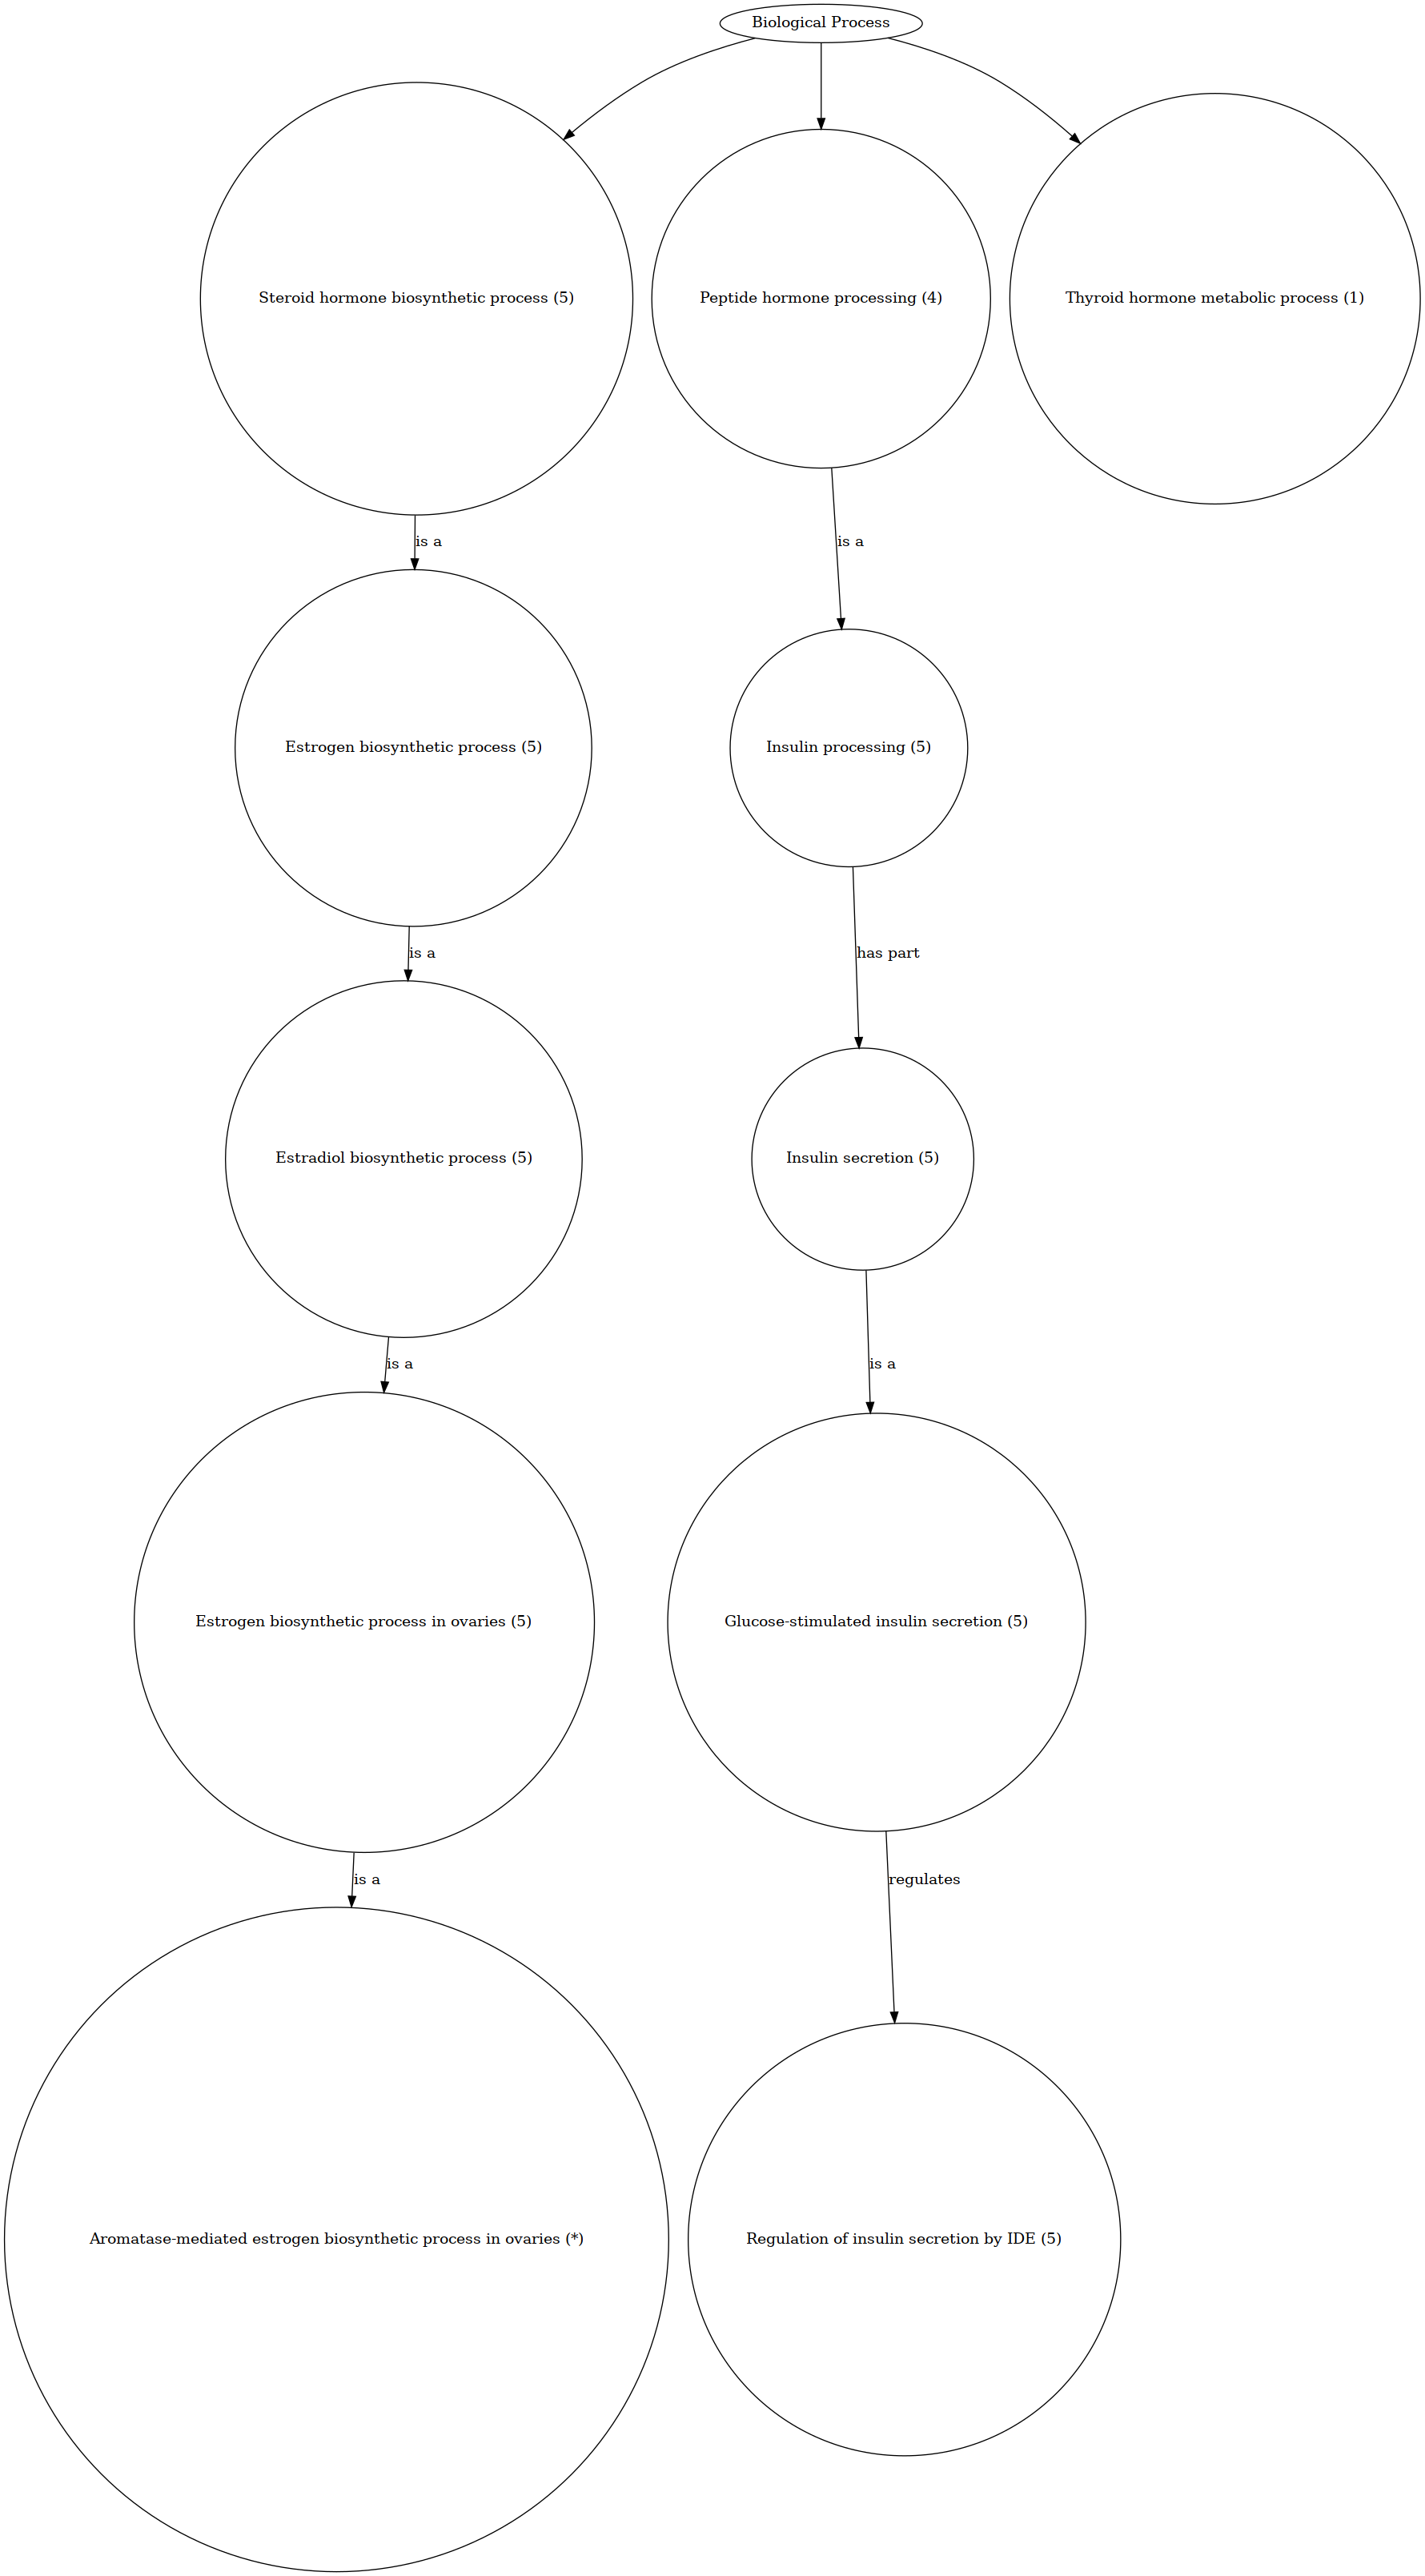 Biological Process
Steroid hormone biosynthetic process (5)
Peptide hormone processing (4)
Thyroid hormone metabolic process (1)
is a
is a
Estrogen biosynthetic process (5)
Insulin processing (5)
is a
has part
Estradiol biosynthetic process (5)
Insulin secretion (5)
is a
is a
Estrogen biosynthetic process in ovaries (5)
Glucose-stimulated insulin secretion (5)
is a
regulates
Aromatase-mediated estrogen biosynthetic process in ovaries (*)
Regulation of insulin secretion by IDE (5)